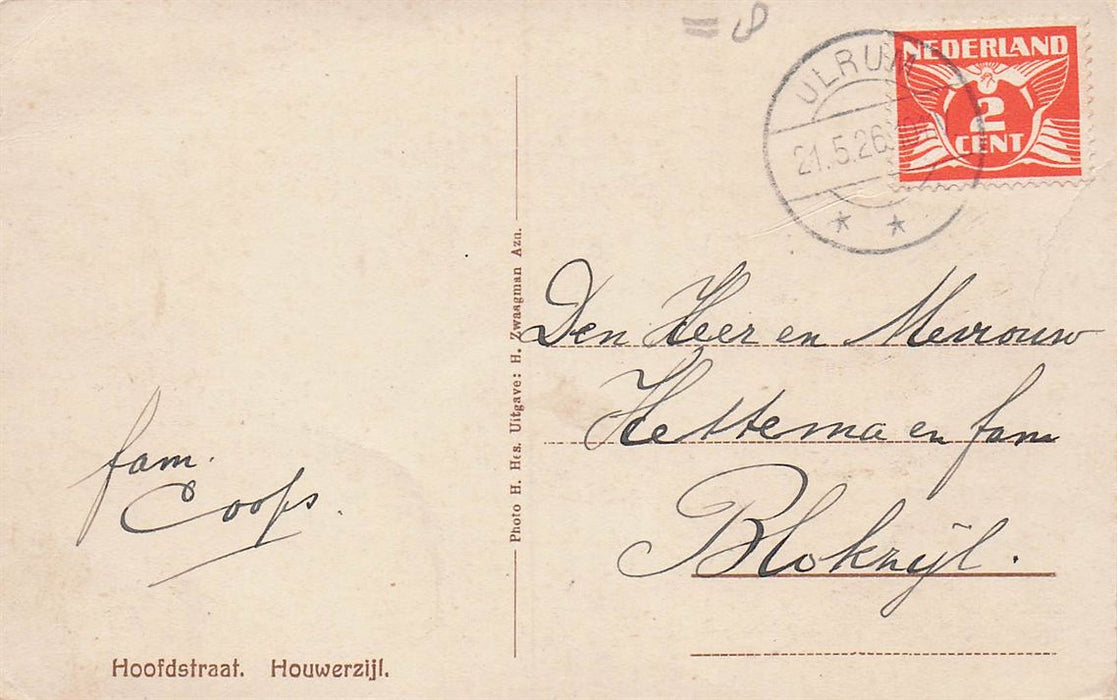 = 8
ULRUM
21.5.26
NEDERLAND
2
CENT
Den Heer en Mevrouw
Hettema en fam
Blokzijl.
fam.
Coops.
Photo H. Hes. Uitgave: H. Zwaagman Azn.
Hoofdstraat. Houwerzijl.